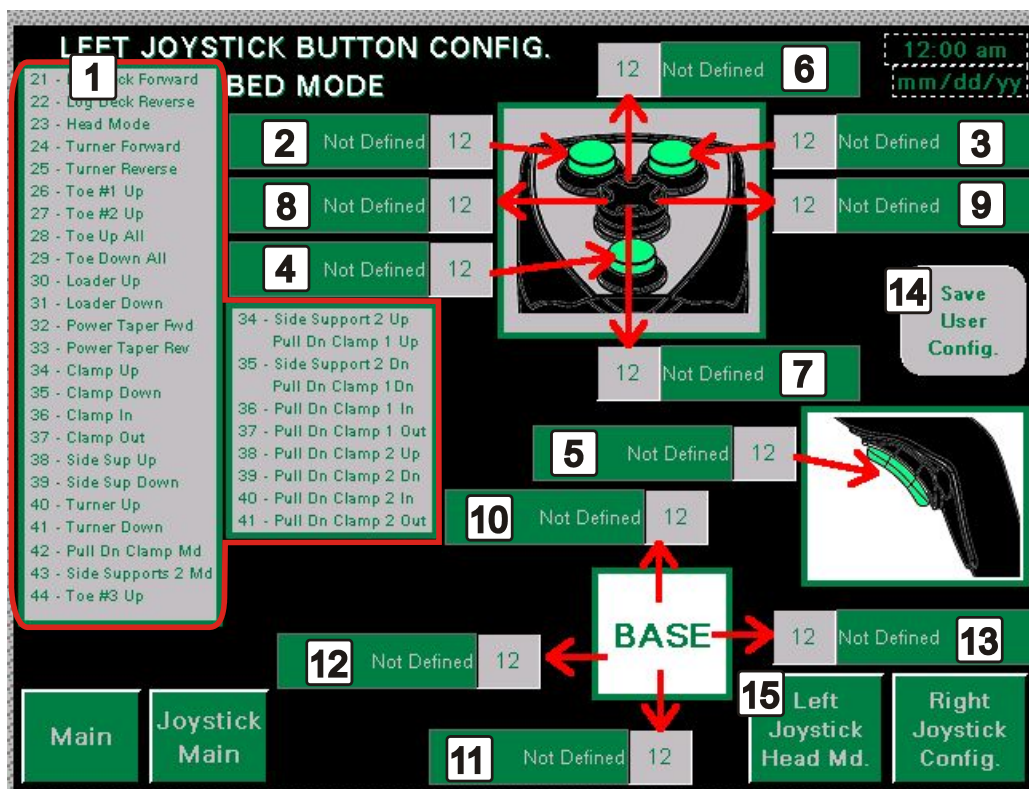 LEFT JOYSTICK BUTTON CONFIG.
BED MODE
12:00 am
mm/dd/yy
1
21 - Deck Forward
22 - Log Deck Reverse
23 - Head Mode
24 - Turner Forward
25 - Turner Reverse
26 - Toe #1 Up
27 - Toe #2 Up
28 - Toe Up All
29 - Toe Down All
30 - Loader Up
31 - Loader Down
32 - Power Taper Fwd
33 - Power Taper Rev
34 - Clamp Up
35 - Clamp Down
36 - Clamp In
37 - Clamp Out
38 - Side Sup Up
39 - Side Sup Down
40 - Turner Up
41 - Turner Down
42 - Pull Dn Clamp Md
43 - Side Supports 2 Md
44 - Toe #3 Up
34 - Side Support 2 Up
Pull Dn Clamp 1 Up
35 - Side Support 2 Dn
Pull Dn Clamp 1 Dn
36 - Pull Dn Clamp 1 In
37 - Pull Dn Clamp 1 Out
38 - Pull Dn Clamp 2 Up
39 - Pull Dn Clamp 2 Dn
40 - Pull Dn Clamp 2 In
41 - Pull Dn Clamp 2 Out
12 Not Defined 6
2 Not Defined 12
12 Not Defined 3
8 Not Defined 12
12 Not Defined 9
4 Not Defined 12
14 Save
User
Config.
12 Not Defined 7
5 Not Defined 12
10 Not Defined 12
BASE
12 Not Defined 13
12 Not Defined 12
11 Not Defined 12
Main
Joystick
Main
15 Left
Joystick
Head Md.
Right
Joystick
Config.